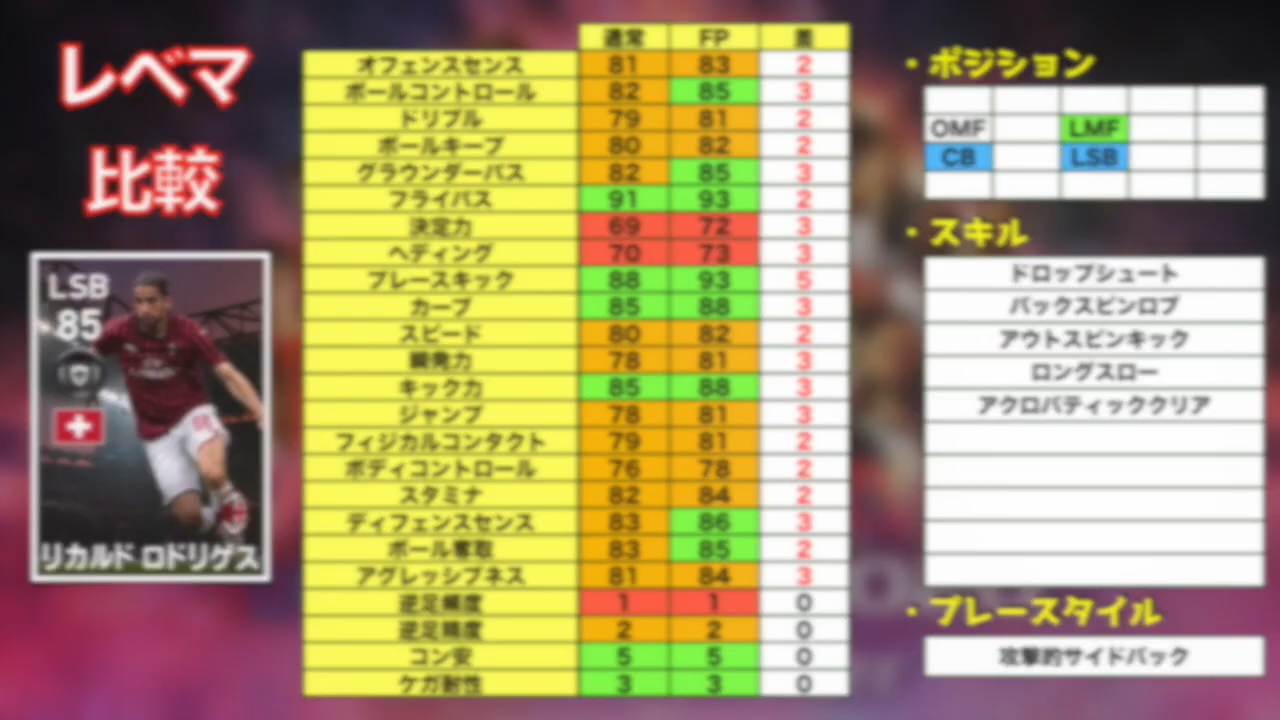 レベマ
比較
LSB
85
リカルド ロドリゲス
通常 FP 差
オフェンスセンス 81 83 2
ボールコントロール 82 85 3
ドリブル 79 81 2
ボールキープ 80 82 2
グラウンダーパス 82 85 3
フライパス 91 93 2
決定力 69 72 3
ヘディング 70 73 3
プレースキック 88 93 5
カーブ 85 88 3
スピード 80 82 2
瞬発力 78 81 3
キック力 85 88 3
ジャンプ 78 81 3
フィジカルコンタクト 79 81 2
ボディコントロール 76 78 2
スタミナ 82 84 2
ディフェンスセンス 83 86 3
ボール奪取 83 85 2
アグレッシブネス 81 84 3
逆足頻度 1 1 0
逆足精度 2 2 0
コン安 5 5 0
ケガ耐性 3 3 0
・ポジション
OMF LMF
CB LSB
・スキル
ドロップシュート
バックスピンロブ
アウトスピンキック
ロングスロー
アクロバティッククリア
・プレースタイル
攻撃的サイドバック